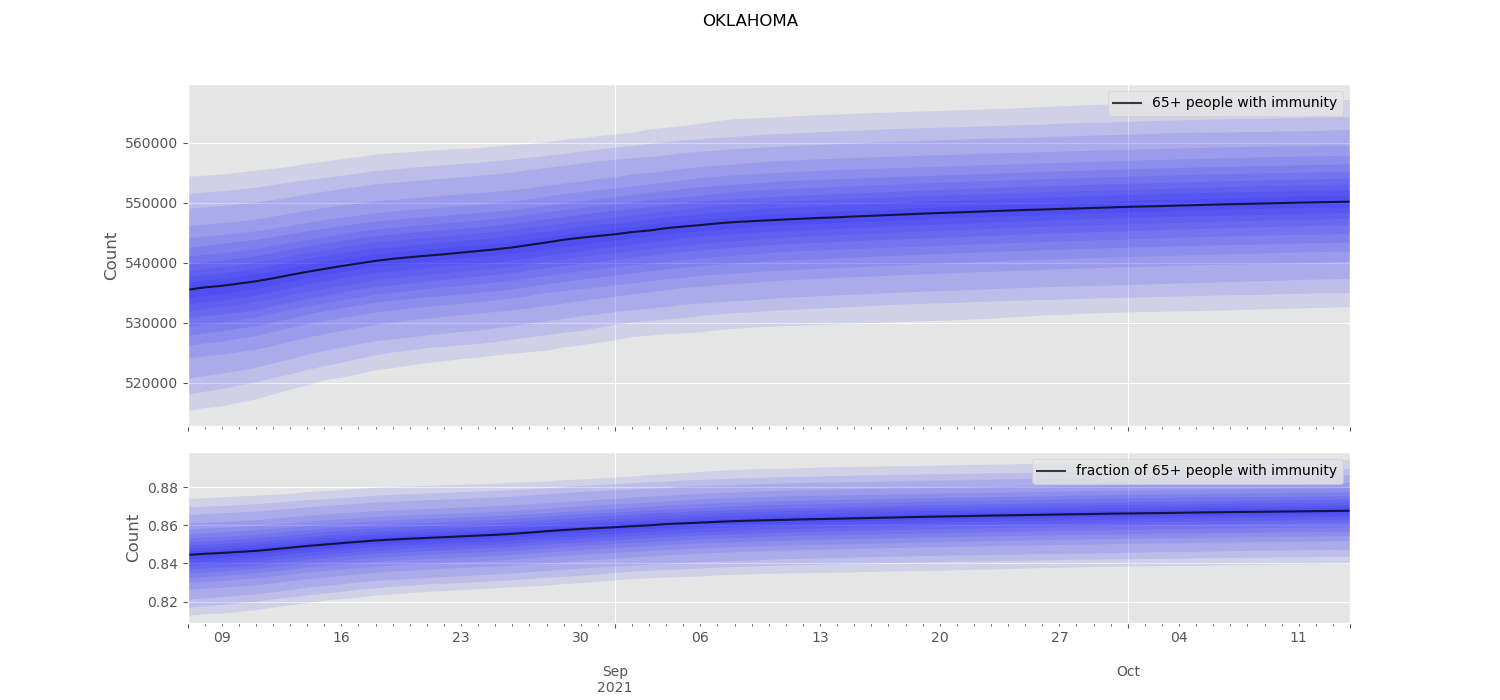 OKLAHOMA
65+ people with immunity
560000
550000
540000
530000
520000
Count
fraction of 65+ people with immunity
0.88
0.86
0.84
0.82
Count
09 16 23 30 06 13 20 27 04 11
Sep Oct
2021